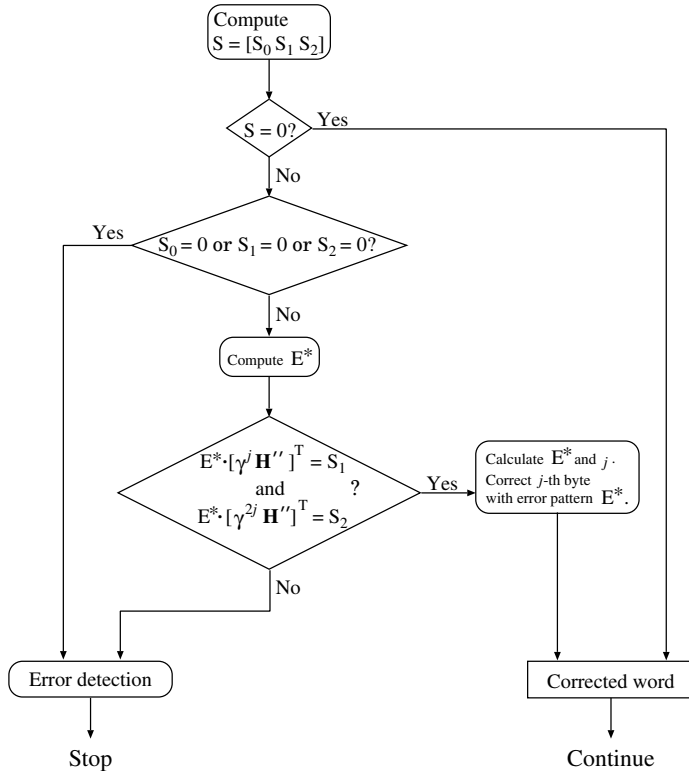 Compute
S = [S₀ S₁ S₂]
S = 0?
Yes
No
Yes
S₀ = 0 or S₁ = 0 or S₂ = 0?
No
Compute E*
E*·[γʲ H′′ ]ᵀ = S₁
and ?
E*·[γ²ʲ H′′]ᵀ = S₂
Yes
Calculate E* and j .
Correct j-th byte
with error pattern E*.
No
Error detection
Corrected word
Stop
Continue